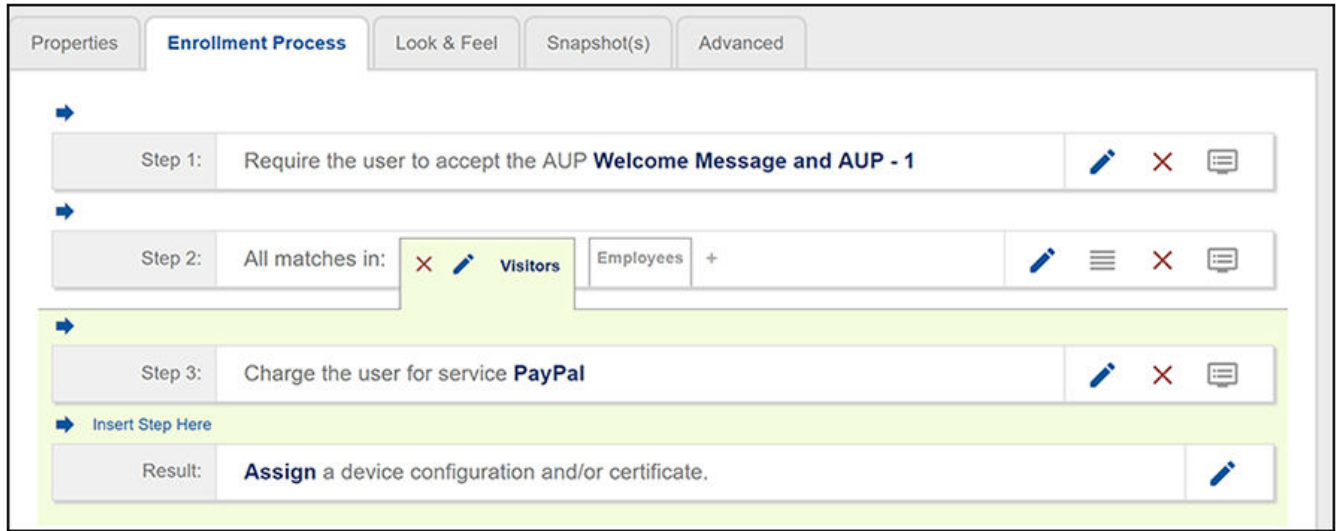 Properties Enrollment Process Look & Feel Snapshot(s) Advanced
Step 1: Require the user to accept the AUP Welcome Message and AUP - 1
Step 2: All matches in: Visitors Employees +
Step 3: Charge the user for service PayPal
Insert Step Here
Result: Assign a device configuration and/or certificate.